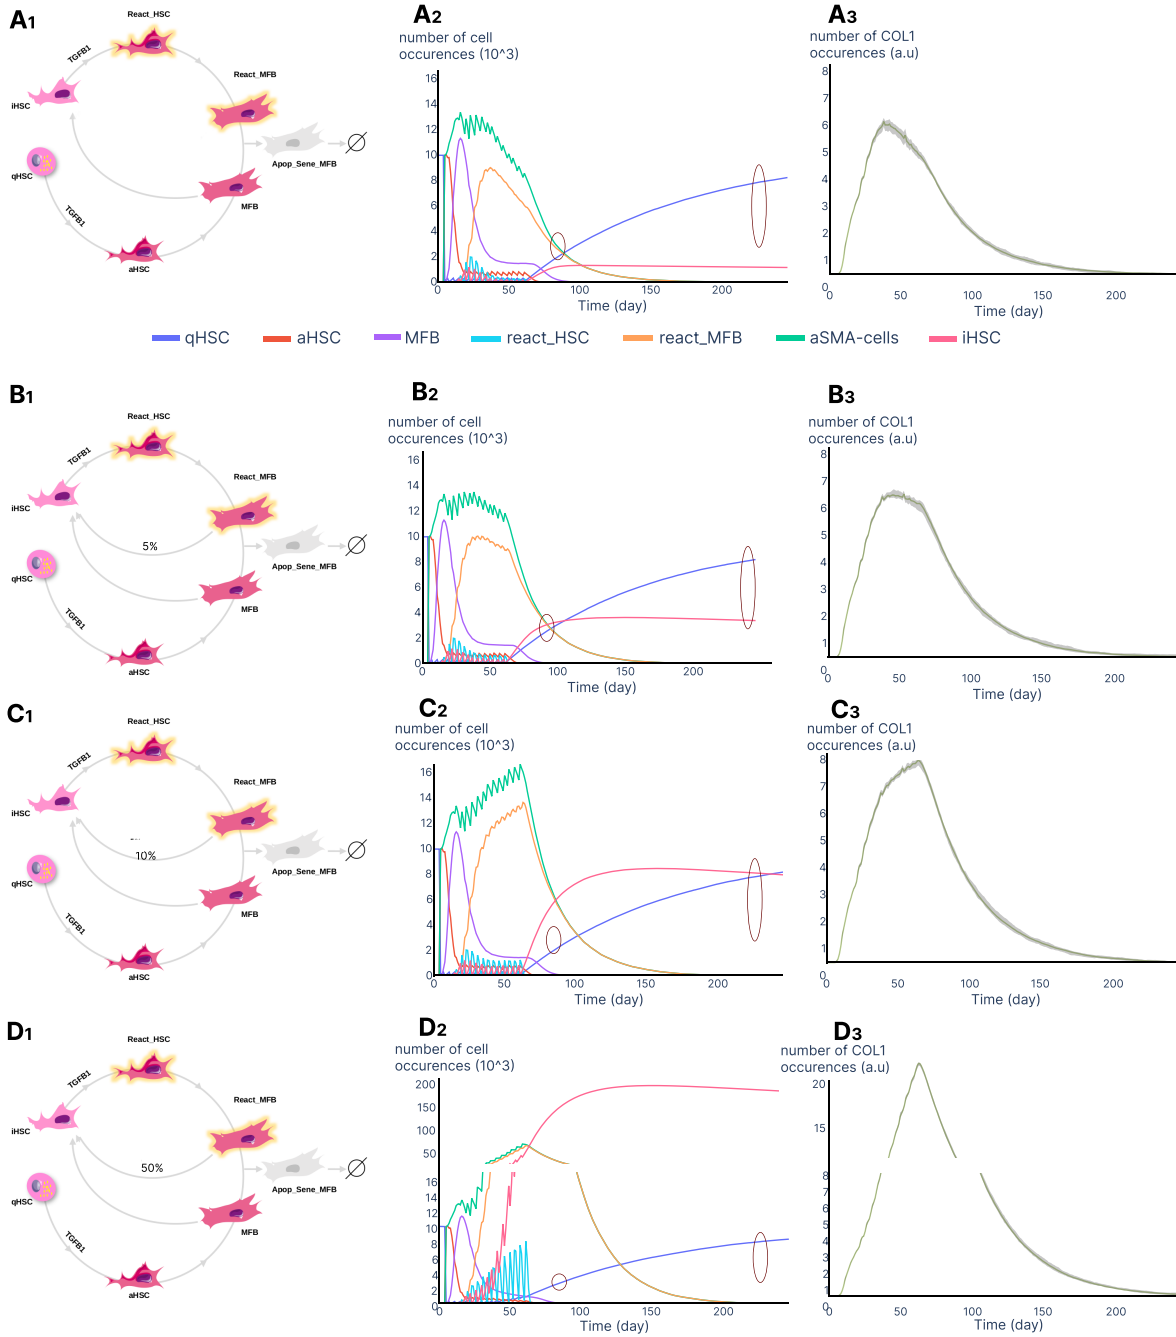 A1
React_HSC
TGFB1
iHSC
React_MFB
Apop_Sene_MFB
qHSC
MFB
TGFB1
aHSC
A2
number of cell
occurences (10^3)
16
14
12
10
8
6
4
2
0
0
50
100
150
200
Time (day)
A3
number of COL1
occurences (a.u)
8
7
6
5
4
3
2
1
0
0
50
100
150
200
Time (day)
qHSC
aHSC
MFB
react_HSC
react_MFB
aSMA-cells
iHSC
B1
React_HSC
TGFB1
iHSC
React_MFB
5%
Apop_Sene_MFB
qHSC
MFB
TGFB1
aHSC
B2
number of cell
occurences (10^3)
16
14
12
10
8
6
4
2
0
0
50
100
150
200
Time (day)
B3
number of COL1
occurences (a.u)
8
7
6
5
4
3
2
1
0
0
50
100
150
200
Time (day)
C1
React_HSC
TGFB1
iHSC
React_MFB
10%
Apop_Sene_MFB
qHSC
MFB
TGFB1
aHSC
C2
number of cell
occurences (10^3)
16
14
12
10
8
6
4
2
0
0
50
100
150
200
Time (day)
C3
number of COL1
occurences (a.u)
8
7
6
5
4
3
2
1
0
0
50
100
150
200
Time (day)
D1
React_HSC
TGFB1
iHSC
React_MFB
50%
Apop_Sene_MFB
qHSC
MFB
TGFB1
aHSC
D2
number of cell
occurences (10^3)
200
150
100
50
16
14
12
10
8
6
4
2
0
0
50
100
150
200
Time (day)
D3
number of COL1
occurences (a.u)
20
15
8
7
6
5
4
3
2
1
0
0
50
100
150
200
Time (day)